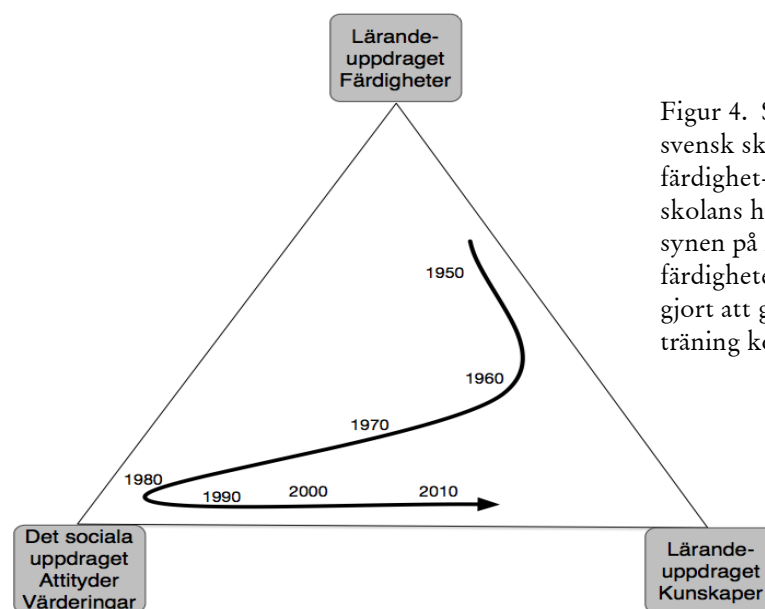 Lärande-
uppdraget
Färdigheter
Figur 4. S
svensk sk
färdighet-
skolans h
synen på
färdighete
gjort att g
träning ko
1950
1960
1970
1980
1990
2000
2010
Det sociala
uppdraget
Attityder
Värderingar
Lärande-
uppdraget
Kunskaper